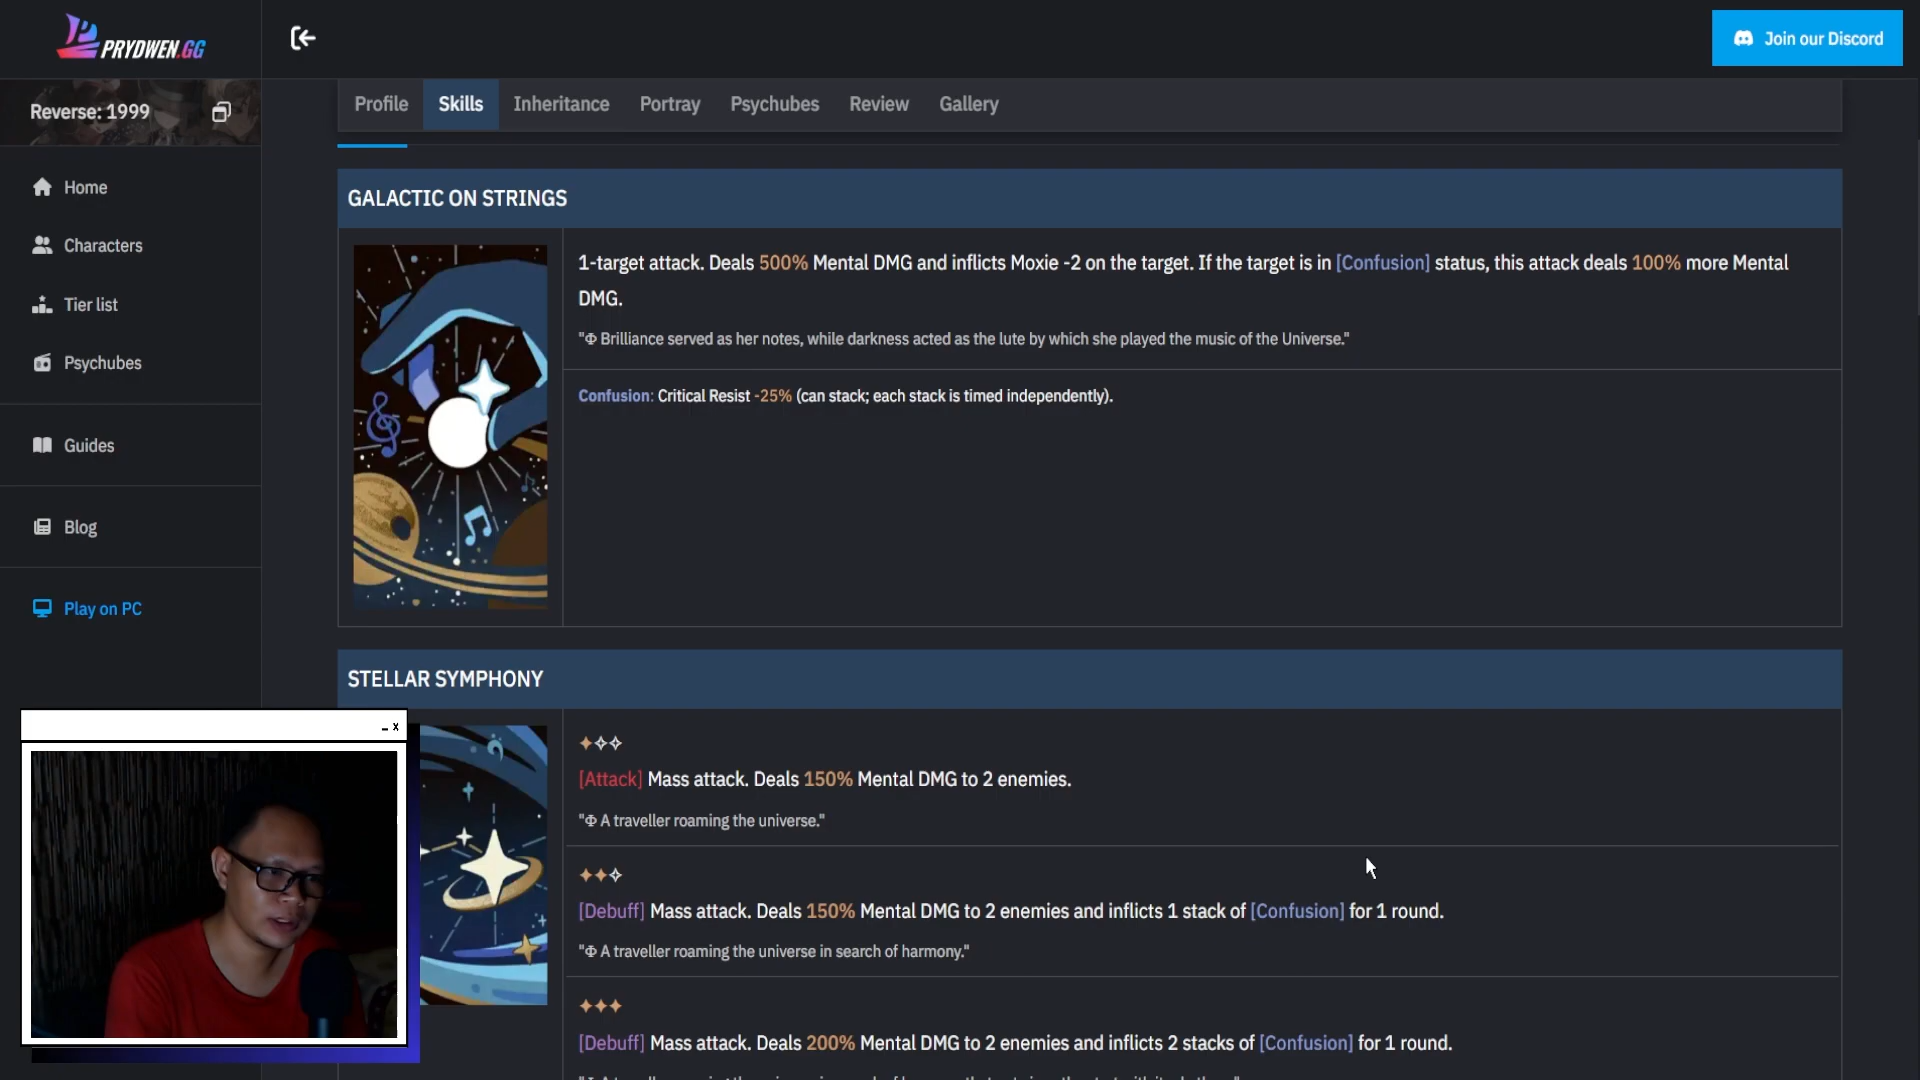 PRYDWEN.GG
Join our Discord
Reverse: 1999
Profile Skills Inheritance Portray Psychubes Review Gallery
Home
Characters
Tier list
Psychubes
Guides
Blog
Play on PC
GALACTIC ON STRINGS
1-target attack. Deals 500% Mental DMG and inflicts Moxie -2 on the target. If the target is in [Confusion] status, this attack deals 100% more Mental
DMG.
"Φ Brilliance served as her notes, while darkness acted as the lute by which she played the music of the Universe."
Confusion: Critical Resist -25% (can stack; each stack is timed independently).
STELLAR SYMPHONY
[Attack] Mass attack. Deals 150% Mental DMG to 2 enemies.
"Φ A traveller roaming the universe."
[Debuff] Mass attack. Deals 150% Mental DMG to 2 enemies and inflicts 1 stack of [Confusion] for 1 round.
"Φ A traveller roaming the universe in search of harmony."
[Debuff] Mass attack. Deals 200% Mental DMG to 2 enemies and inflicts 2 stacks of [Confusion] for 1 round.